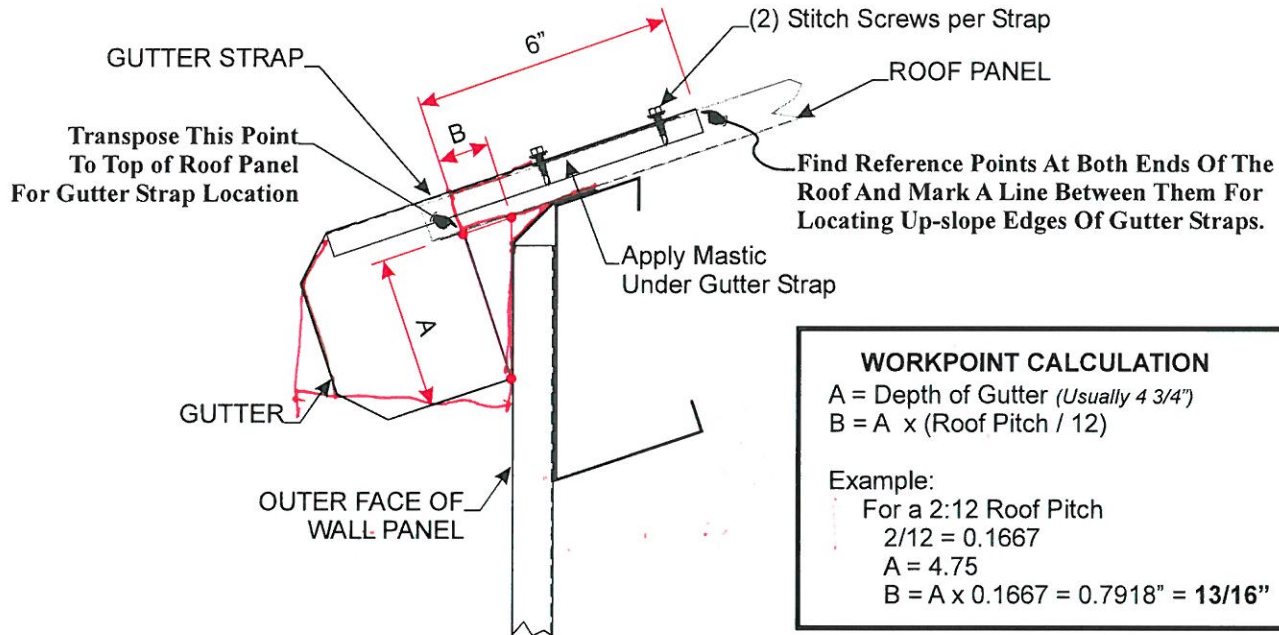 6"
(2) Stitch Screws per Strap
GUTTER STRAP
ROOF PANEL
B
Transpose This Point
To Top of Roof Panel
For Gutter Strap Location
Find Reference Points At Both Ends Of The
Roof And Mark A Line Between Them For
Locating Up-slope Edges Of Gutter Straps.
Apply Mastic
Under Gutter Strap
A
GUTTER
OUTER FACE OF
WALL PANEL
WORKPOINT CALCULATION
A = Depth of Gutter (Usually 4 3/4")
B = A x (Roof Pitch / 12)
Example:
For a 2:12 Roof Pitch
2/12 = 0.1667
A = 4.75
B = A x 0.1667 = 0.7918" = 13/16"